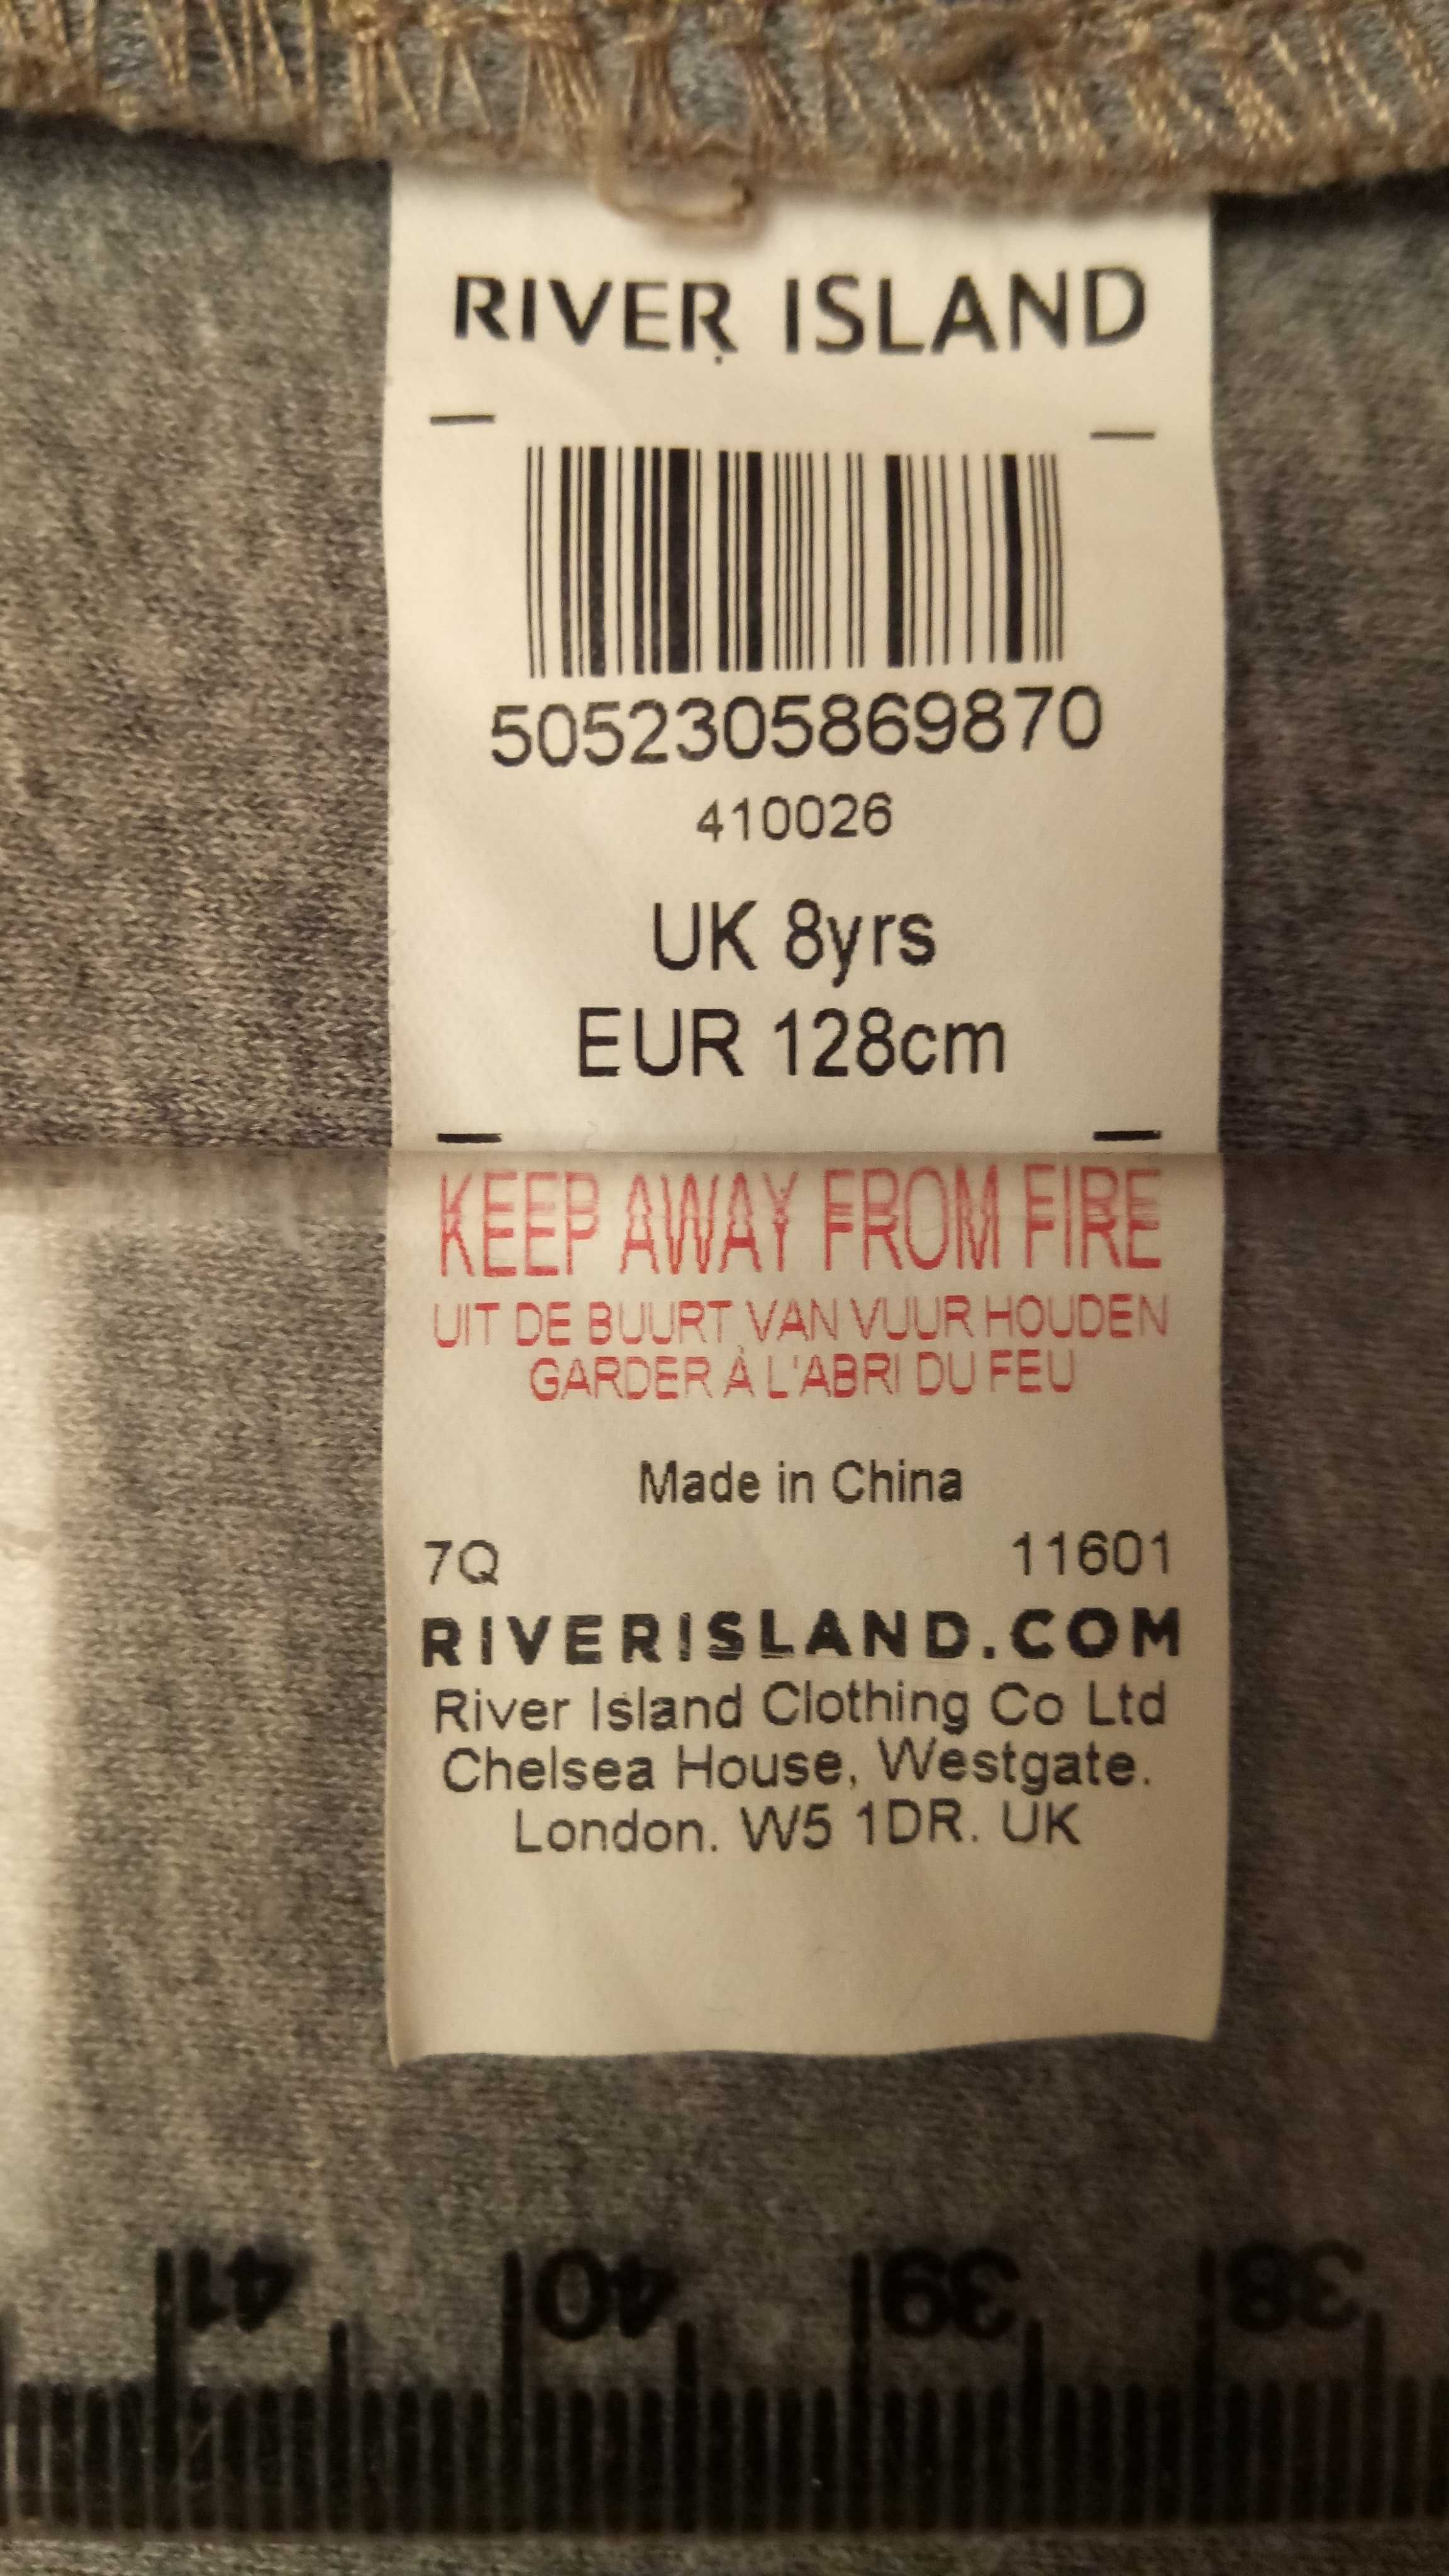 RIVER ISLAND
5052305869870
410026
UK 8yrs
EUR 128cm
KEEP AWAY FROM FIRE
UIT DE BUURT VAN VUUR HOUDEN
GARDER À L'ABRI DU FEU
Made in China
7Q 11601
RIVERISLAND.COM
River Island Clothing Co Ltd
Chelsea House, Westgate.
London. W5 1DR. UK
41 40 39 38